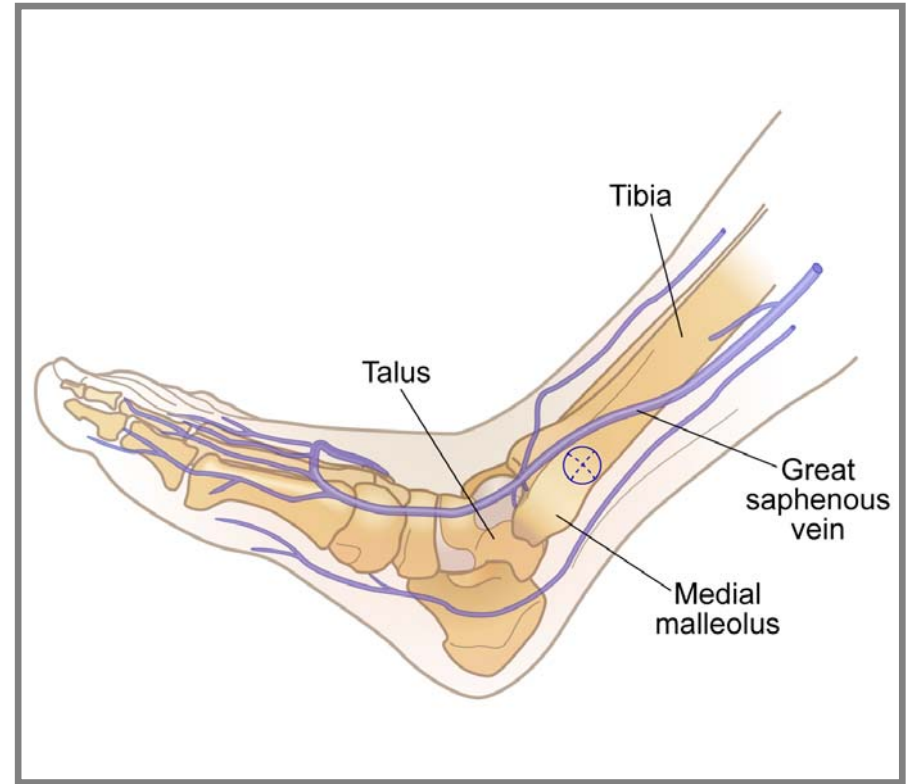 Tibia
Talus
Great
saphenous
vein
Medial
malleolus